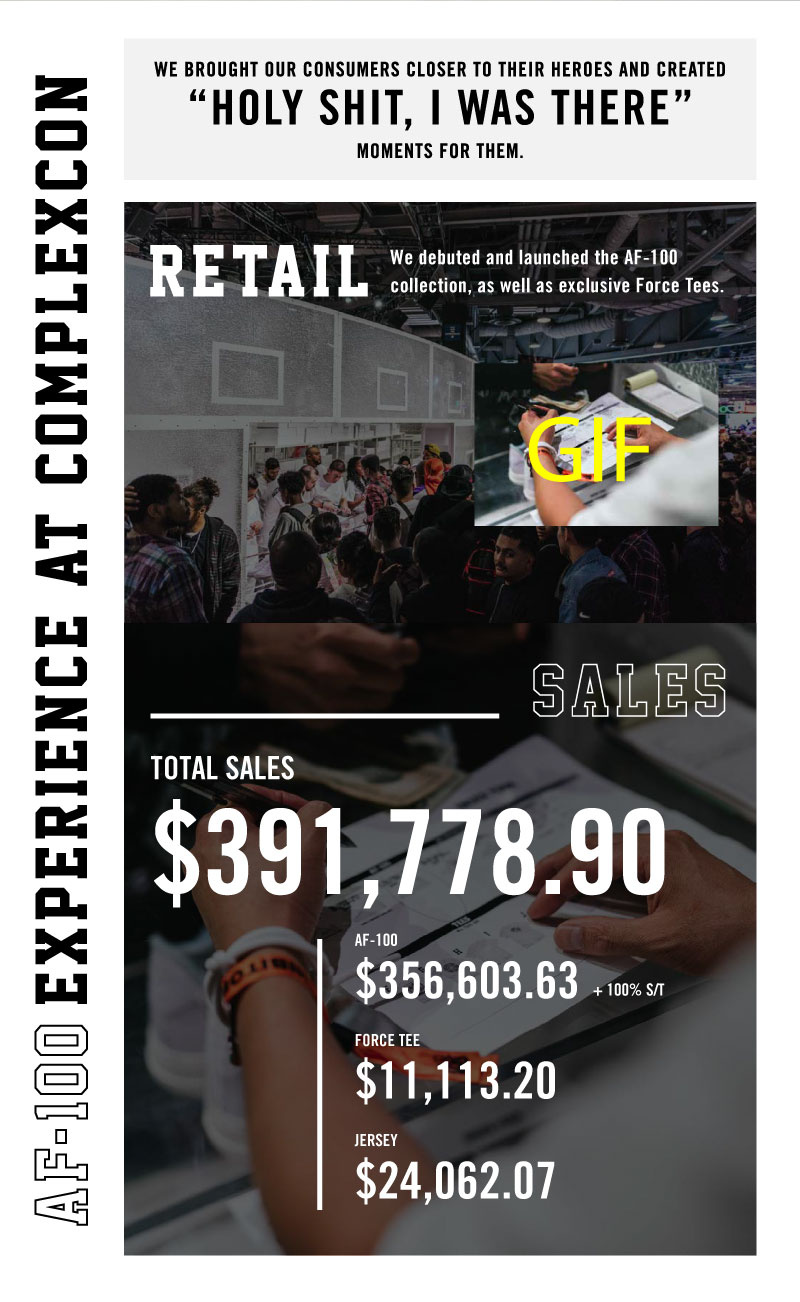 AF-100 EXPERIENCE AT COMPLEXCON
WE BROUGHT OUR CONSUMERS CLOSER TO THEIR HEROES AND CREATED
“HOLY SHIT, I WAS THERE”
MOMENTS FOR THEM.
RETAIL
We debuted and launched the AF-100
collection, as well as exclusive Force Tees.
GIF
SALES
TOTAL SALES
$391,778.90
AF-100
$356,603.63 + 100% S/T
FORCE TEE
$11,113.20
JERSEY
$24,062.07